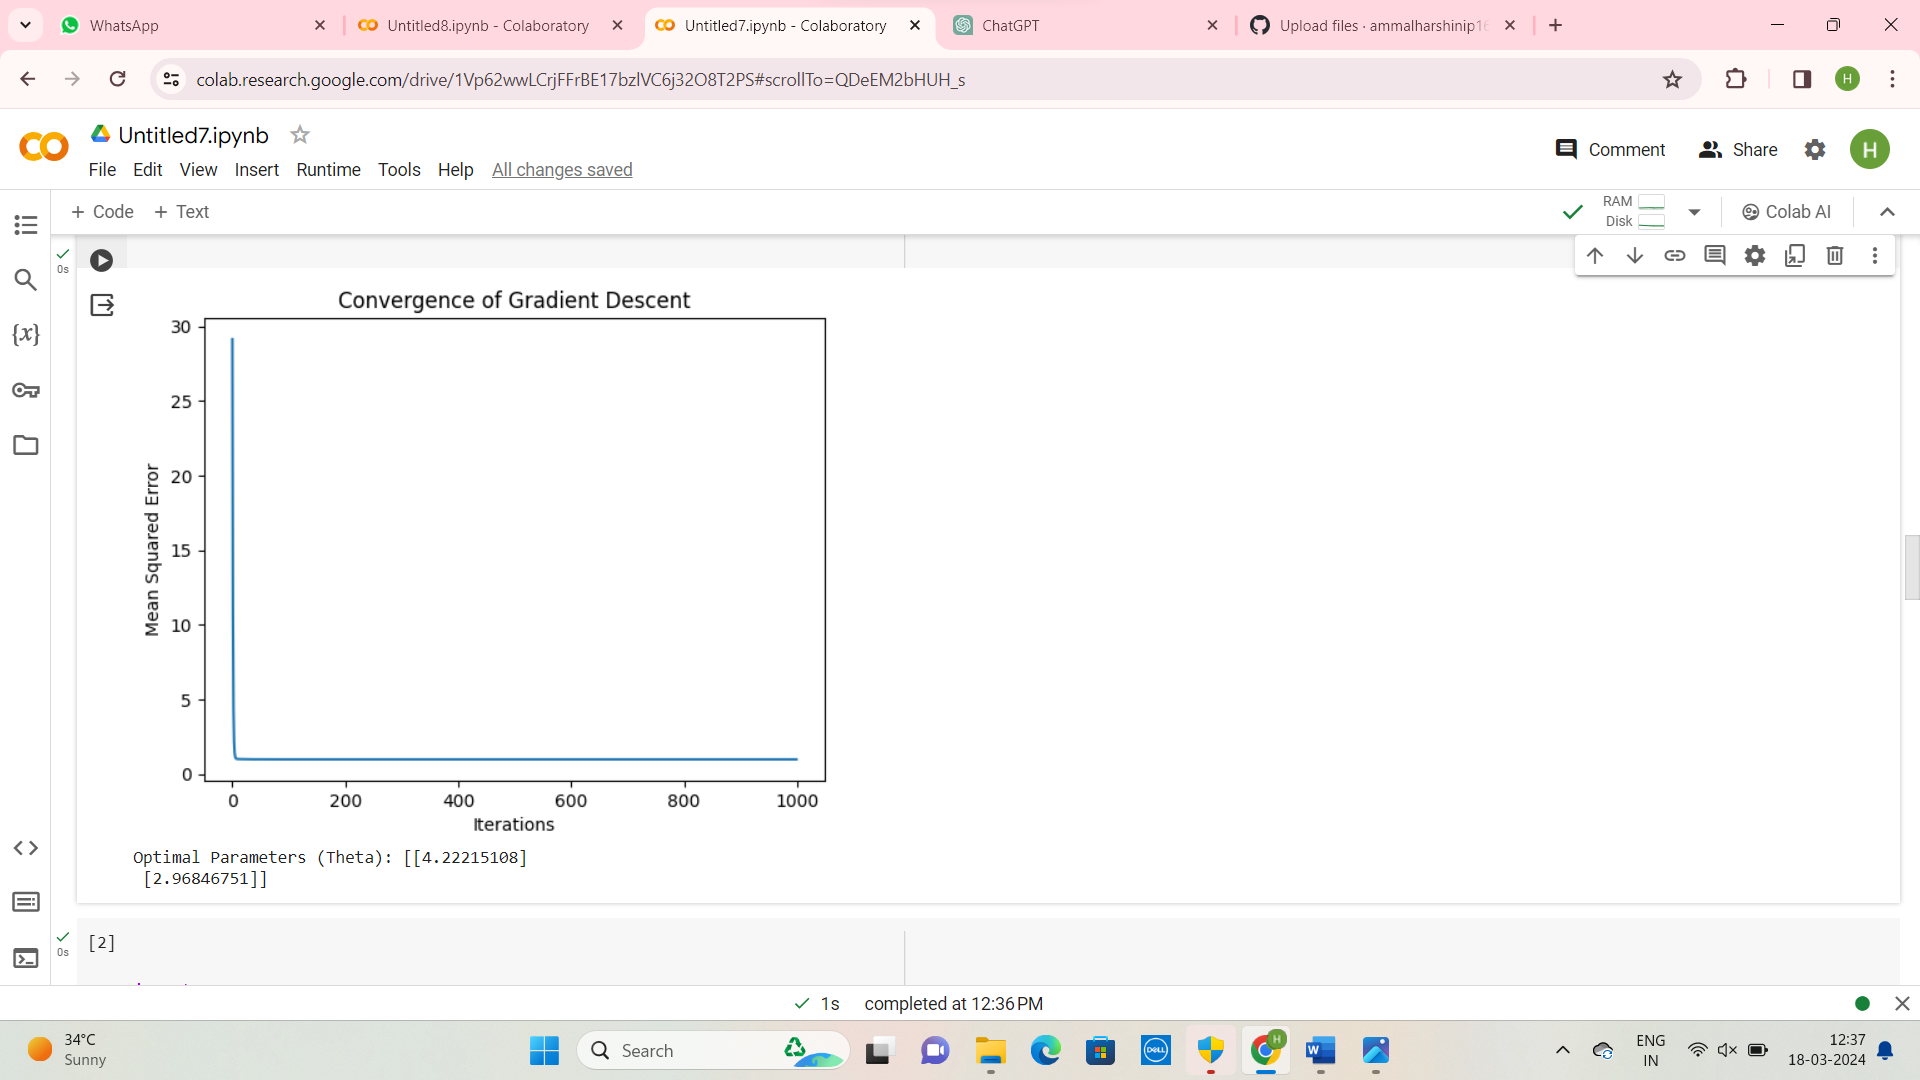 WhatsApp
Untitled8.ipynb - Colaboratory
Untitled7.ipynb - Colaboratory
ChatGPT
Upload files · ammalharshinip16
colab.research.google.com/drive/1Vp62wwLCrjFFrBE17bzlVC6j32O8T2PS#scrollTo=QDeEM2bHUH_s
H
Untitled7.ipynb
File Edit View Insert Runtime Tools Help All changes saved
Comment
Share
H
+ Code + Text
RAM
Disk
Colab AI
0s
{x}
Convergence of Gradient Descent
30
25
20
15
10
5
0
Mean Squared Error
0 200 400 600 800 1000
Iterations
Optimal Parameters (Theta): [[4.22215108]
[2.96846751]]
[2]
0s
1s completed at 12:36 PM
34°C
Sunny
Search
DELL
H
W
ENG
IN
12:37
18-03-2024